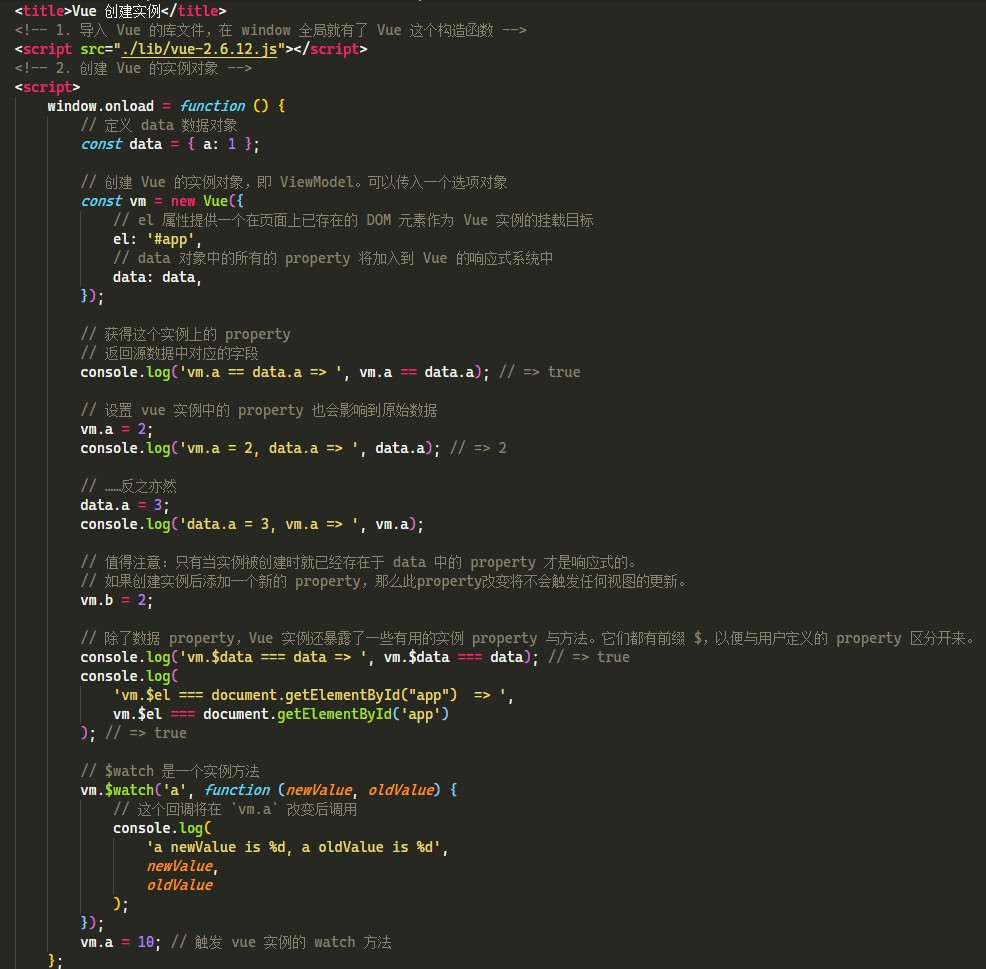 <title>Vue 创建实例</title>
<!-- 1. 导入 Vue 的库文件，在 window 全局就有了 Vue 这个构造函数 -->
<script src="./lib/vue-2.6.12.js"></script>
<!-- 2. 创建 Vue 的实例对象 -->
<script>
window.onload = function () {
// 定义 data 数据对象
const data = { a: 1 };
// 创建 Vue 的实例对象，即 ViewModel。可以传入一个选项对象
const vm = new Vue({
// el 属性提供一个在页面上已存在的 DOM 元素作为 Vue 实例的挂载目标
el: '#app',
// data 对象中的所有的 property 将加入到 Vue 的响应式系统中
data: data,
});
// 获得这个实例上的 property
// 返回源数据中对应的字段
console.log('vm.a == data.a => ', vm.a == data.a); // => true
// 设置 vue 实例中的 property 也会影响到原始数据
vm.a = 2;
console.log('vm.a = 2, data.a => ', data.a); // => 2
// ……反之亦然
data.a = 3;
console.log('data.a = 3, vm.a => ', vm.a);
// 值得注意：只有当实例被创建时就已经存在于 data 中的 property 才是响应式的。
// 如果创建实例后添加一个新的 property，那么此property改变将不会触发任何视图的更新。
vm.b = 2;
// 除了数据 property，Vue 实例还暴露了一些有用的实例 property 与方法。它们都有前缀 $，以便与用户定义的 property 区分开来。
console.log('vm.$data === data => ', vm.$data === data); // => true
console.log(
'vm.$el === document.getElementById("app")  => ',
vm.$el === document.getElementById('app')
); // => true
// $watch 是一个实例方法
vm.$watch('a', function (newValue, oldValue) {
// 这个回调将在 `vm.a` 改变后调用
console.log(
'a newValue is %d, a oldValue is %d',
newValue,
oldValue
);
});
vm.a = 10; // 触发 vue 实例的 watch 方法
};